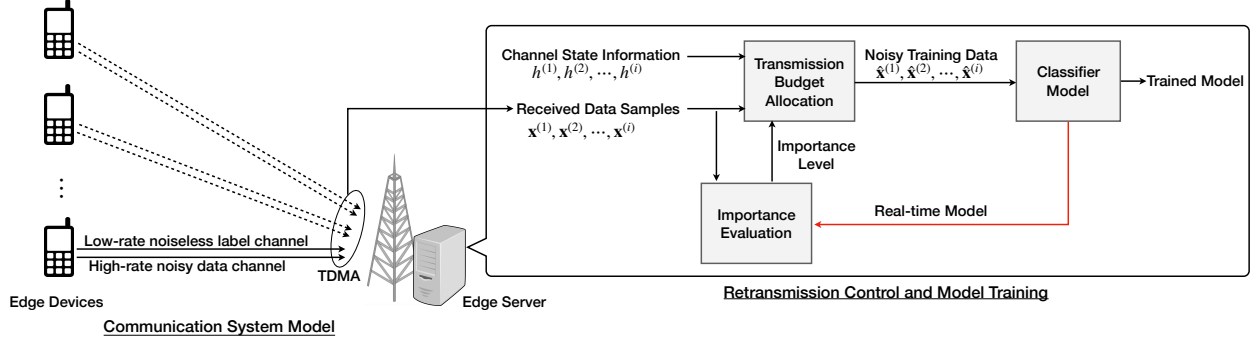 Channel State Information
h^{(1)}, h^{(2)}, ⋯, h^{(i)}
Received Data Samples
x^{(1)}, x^{(2)}, ⋯, x^{(i)}
Transmission
Budget
Allocation
Noisy Training Data
x̂^{(1)}, x̂^{(2)}, ⋯, x̂^{(i)}
Classifier
Model
Trained Model
Importance
Level
Importance
Evaluation
Real-time Model
Low-rate noiseless label channel
High-rate noisy data channel
TDMA
Edge Devices
Edge Server
Communication System Model
Retransmission Control and Model Training